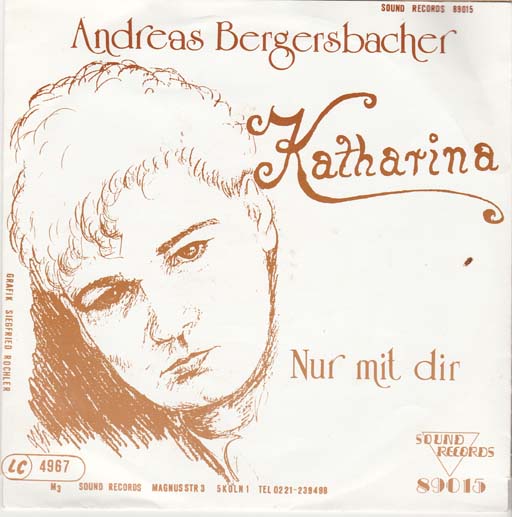 SOUND RECORDS 89015
Andreas Bergersbacher
Katharina
GRAFIK SIEGFRIED ROCHLER
Nur mit dir
SOUND
RECORDS
89015
LC 4967
M3 SOUND RECORDS MAGNUSSTR 3 5 KÖLN 1 TEL 0221-239499